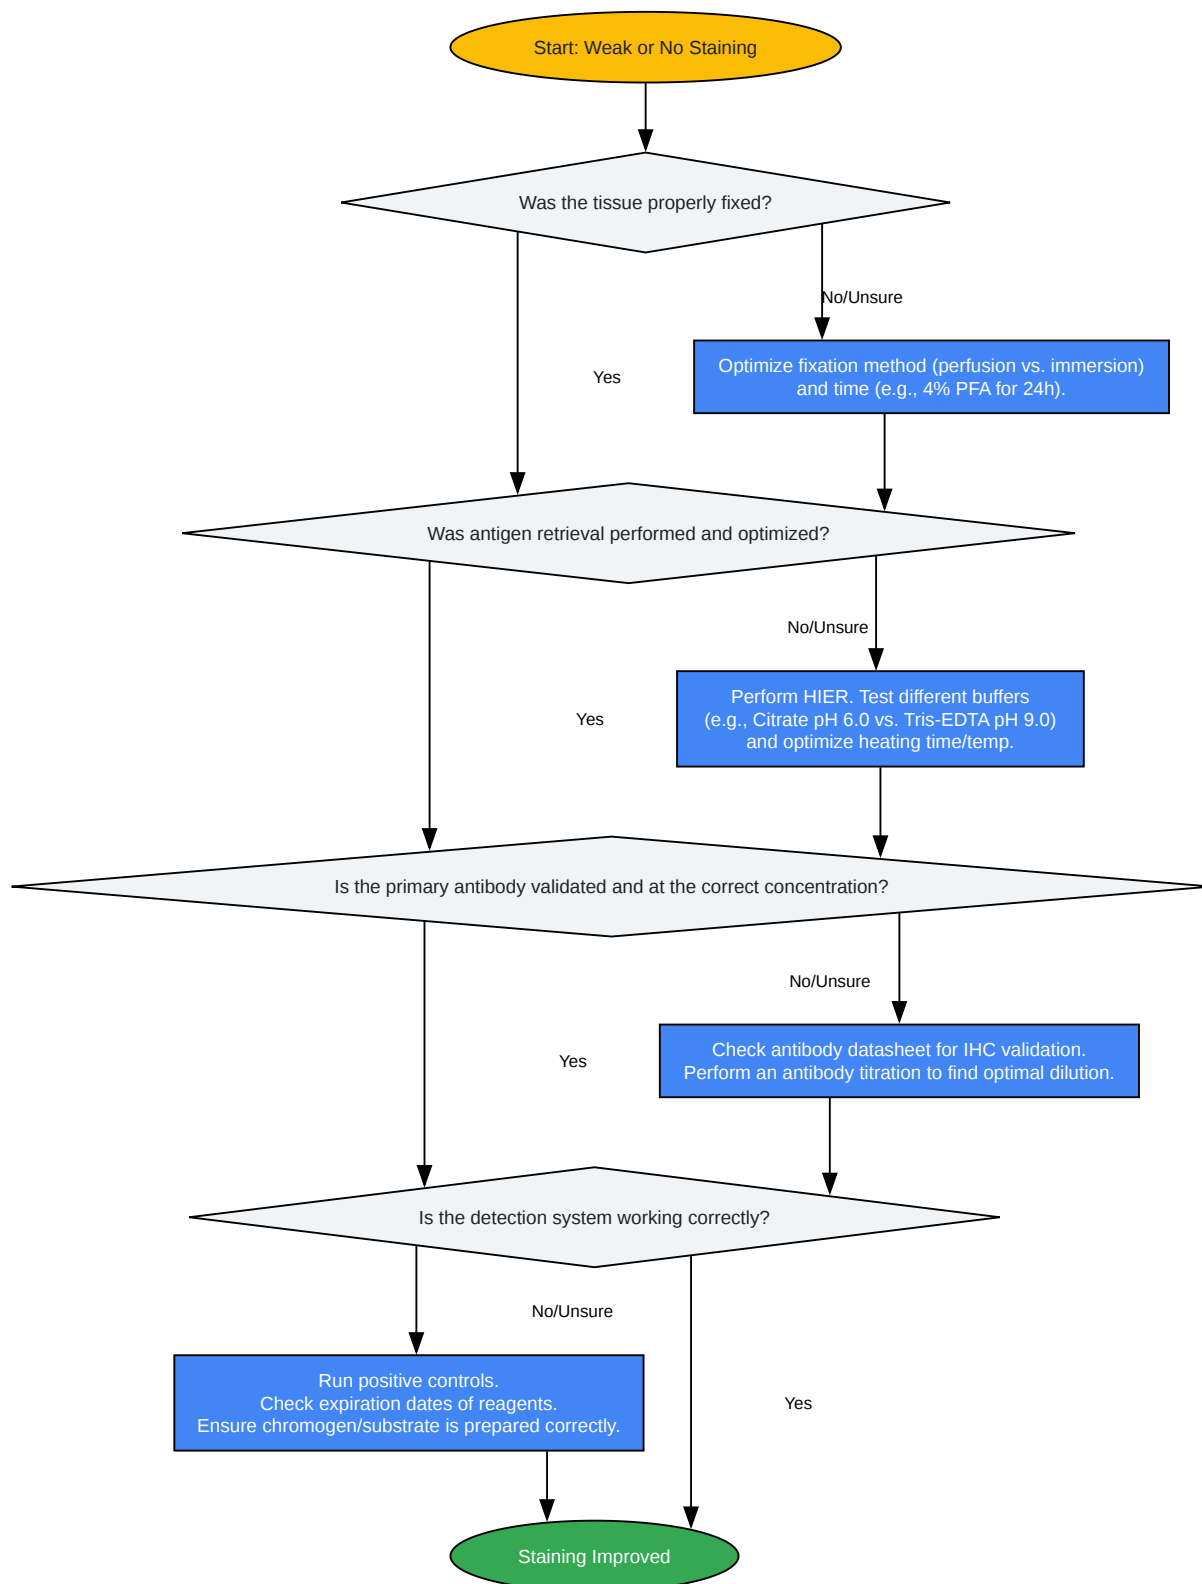 Start: Weak or No Staining
Was the tissue properly fixed?
No/Unsure
Optimize fixation method (perfusion vs. immersion)
and time (e.g., 4% PFA for 24h).
Yes
Was antigen retrieval performed and optimized?
No/Unsure
Perform HIER. Test different buffers
(e.g., Citrate pH 6.0 vs. Tris-EDTA pH 9.0)
and optimize heating time/temp.
Yes
Is the primary antibody validated and at the correct concentration?
No/Unsure
Check antibody datasheet for IHC validation.
Perform an antibody titration to find optimal dilution.
Yes
Is the detection system working correctly?
No/Unsure
Run positive controls.
Check expiration dates of reagents.
Ensure chromogen/substrate is prepared correctly.
Yes
Staining Improved